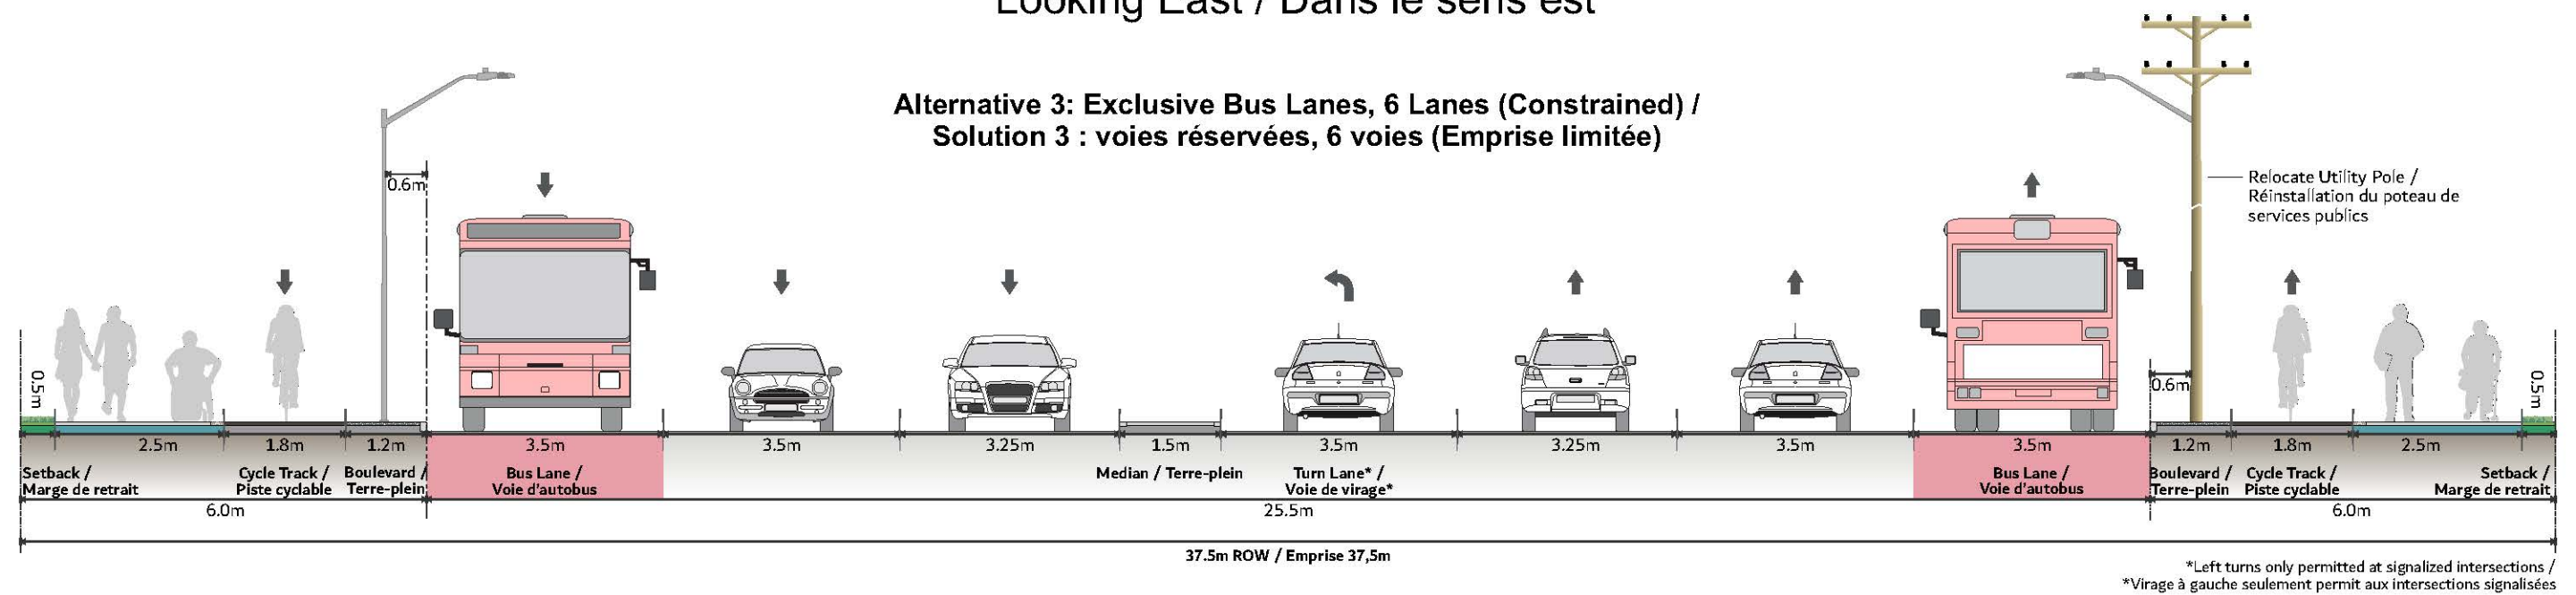 Looking East / Dans le sens est
Alternative 3: Exclusive Bus Lanes, 6 Lanes (Constrained) /
Solution 3 : voies réservées, 6 voies (Emprise limitée)
0.6m
Relocate Utility Pole /
Réinstallation du poteau de
services publics
0.5m
0.6m
0.5m
2.5m 1.8m 1.2m 3.5m 3.5m 3.25m 1.5m 3.5m 3.25m 3.5m 3.5m 1.2m 1.8m 2.5m
Setback /
Marge de retrait
Cycle Track /
Piste cyclable
Boulevard /
Terre-plein
Bus Lane /
Voie d'autobus
Median / Terre-plein
Turn Lane* /
Voie de virage*
Bus Lane /
Voie d'autobus
Boulevard /
Terre-plein
Cycle Track /
Piste cyclable
Setback /
Marge de retrait
6.0m 25.5m 6.0m
37.5m ROW / Emprise 37,5m
*Left turns only permitted at signalized intersections /
*Virage à gauche seulement permit aux intersections signalisées